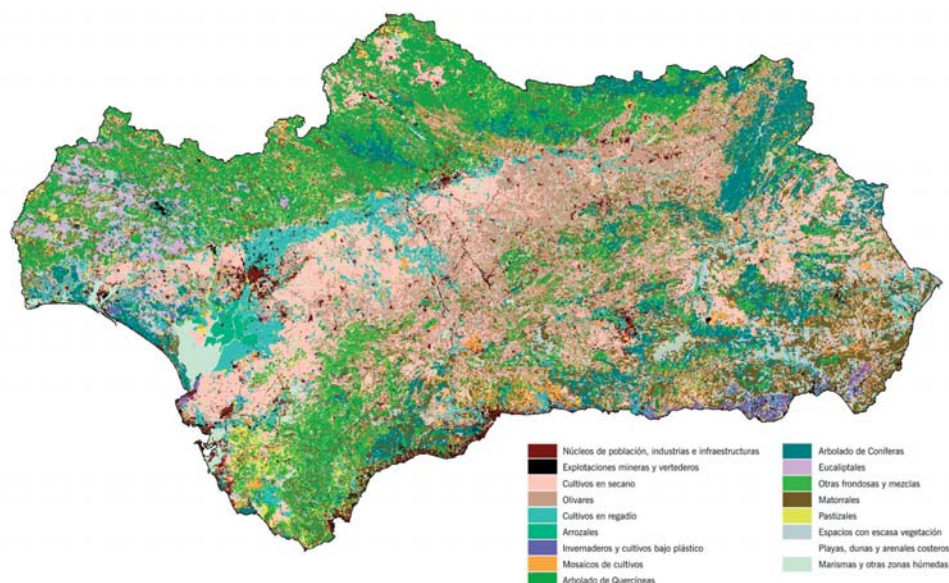 Núcleos de población, industrias e infraestructuras
Explotaciones mineras y vertederos
Cultivos en secano
Olivares
Cultivos en regadío
Arrozales
Invernaderos y cultivos bajo plástico
Mosaicos de cultivos
Arbolado de Quercíneas
Arbolado de Coníferas
Eucaliptales
Otras frondosas y mezclas
Matorrales
Pastizales
Espacios con escasa vegetación
Playas, dunas y arenales costeros
Marismas y otras zonas húmedas